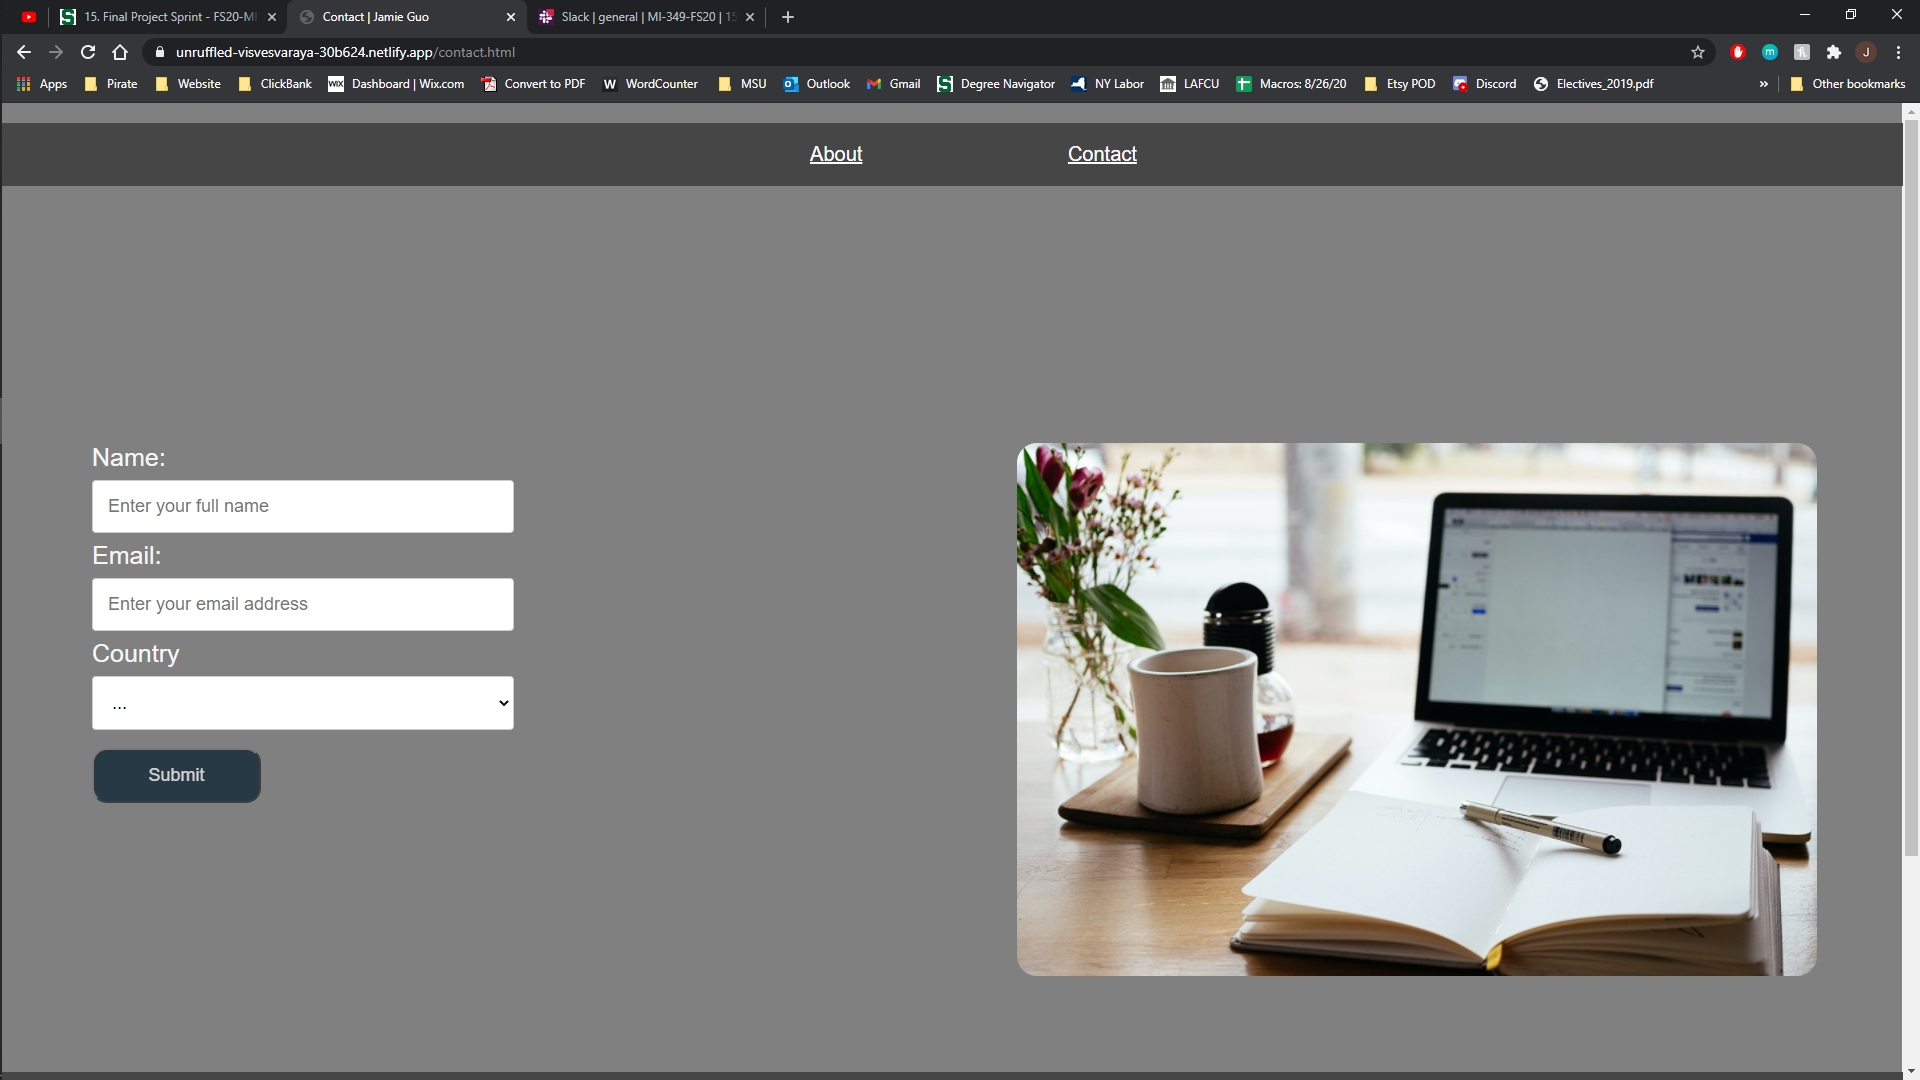 15. Final Project Sprint - FS20-MI
Contact | Jamie Guo
Slack | general | MI-349-FS20 | 15
unruffled-visvesvaraya-30b624.netlify.app/contact.html
Apps Pirate Website ClickBank WIX Dashboard | Wix.com Convert to PDF W WordCounter MSU Outlook Gmail Degree Navigator NY Labor LAFCU Macros: 8/26/20 Etsy POD Discord Electives_2019.pdf » Other bookmarks
About Contact
Name:
Enter your full name
Email:
Enter your email address
Country
...
Submit